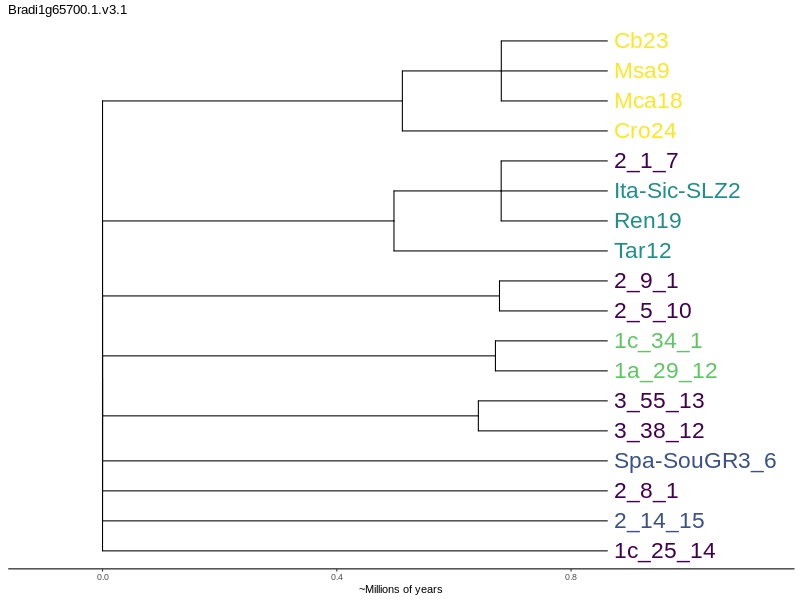 Bradi1g65700.1.v3.1
Cb23
Msa9
Mca18
Cro24
2_1_7
Ita-Sic-SLZ2
Ren19
Tar12
2_9_1
2_5_10
1c_34_1
1a_29_12
3_55_13
3_38_12
Spa-SouGR3_6
2_8_1
2_14_15
1c_25_14
0.0 0.4 0.8
~Millions of years